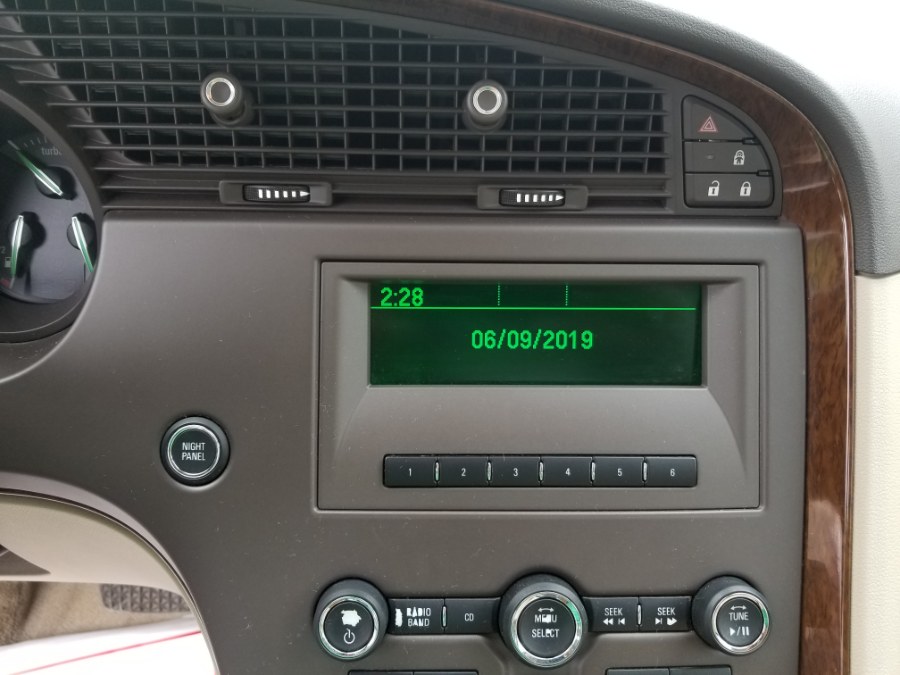 turbo
2:28
06/09/2019
NIGHT
PANEL
1 2 3 4 5 6
RADIO
BAND
CD
MENU
SELECT
SEEK
SEEK
TUNE